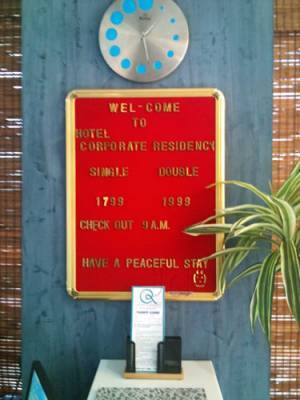 WEL-COME
TO
HOTEL
CORPORATE RESIDENCY
SINGLE DOUBLE
1799 1999
CHECK OUT 9 A.M.
HAVE A PEACEFUL STAY